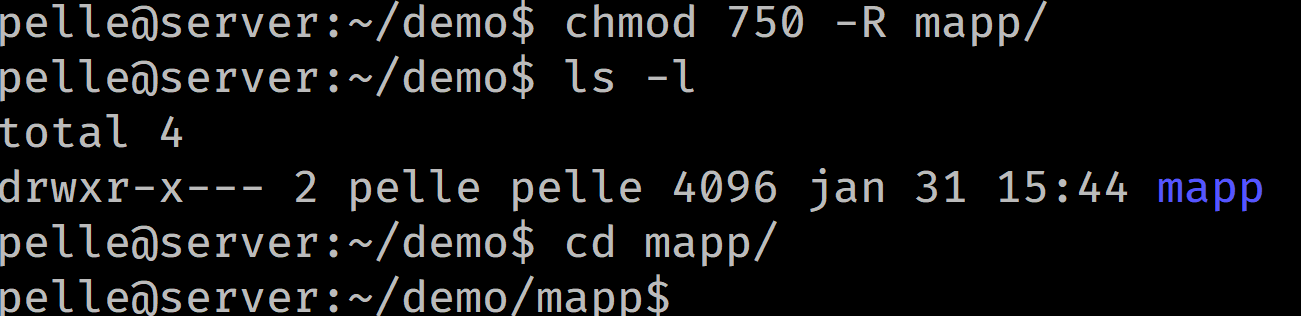 pelle@server:~/demo$ chmod 750 -R mapp/
pelle@server:~/demo$ ls -l
total 4
drwxr-x--- 2 pelle pelle 4096 jan 31 15:44 mapp
pelle@server:~/demo$ cd mapp/
pelle@server:~/demo/mapp$